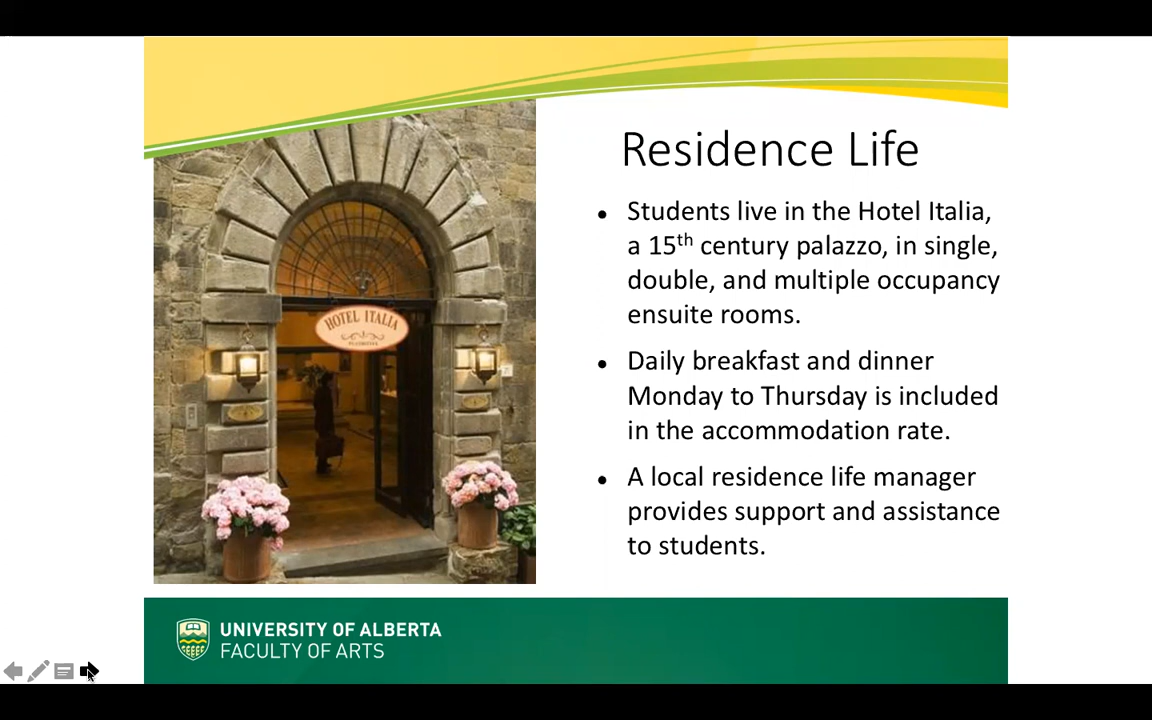 Residence Life
• Students live in the Hotel Italia,
a 15th century palazzo, in single,
double, and multiple occupancy
ensuite rooms.
• Daily breakfast and dinner
Monday to Thursday is included
in the accommodation rate.
• A local residence life manager
provides support and assistance
to students.
HOTEL ITALIA
UNIVERSITY OF ALBERTA
FACULTY OF ARTS